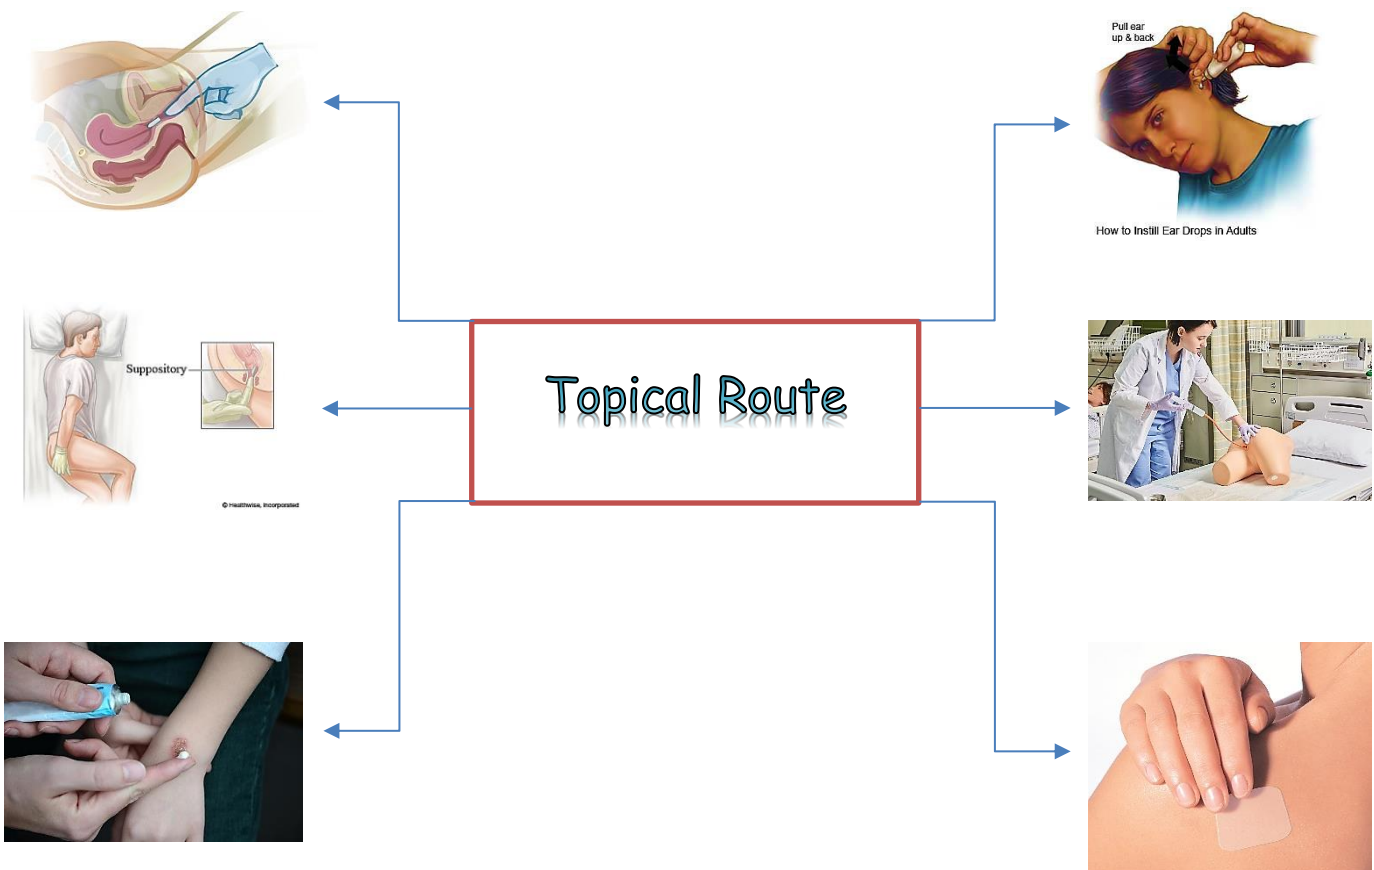 Pull ear
up & back
How to Instill Ear Drops in Adults
Suppository
Topical Route
© Healthwise, Incorporated